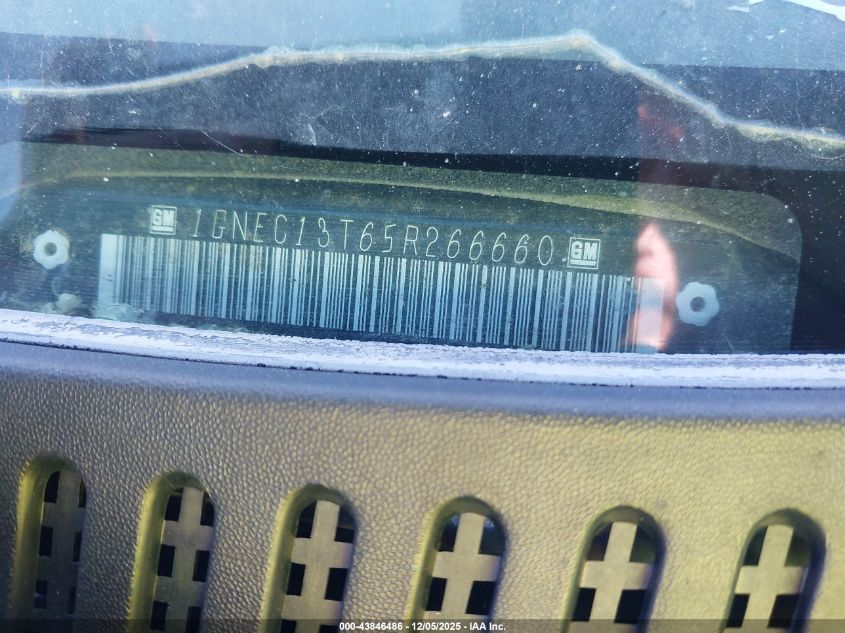 GM 1GNEC13T65R266660 GM
000-43846486 - 12/05/2025 - IAA Inc.